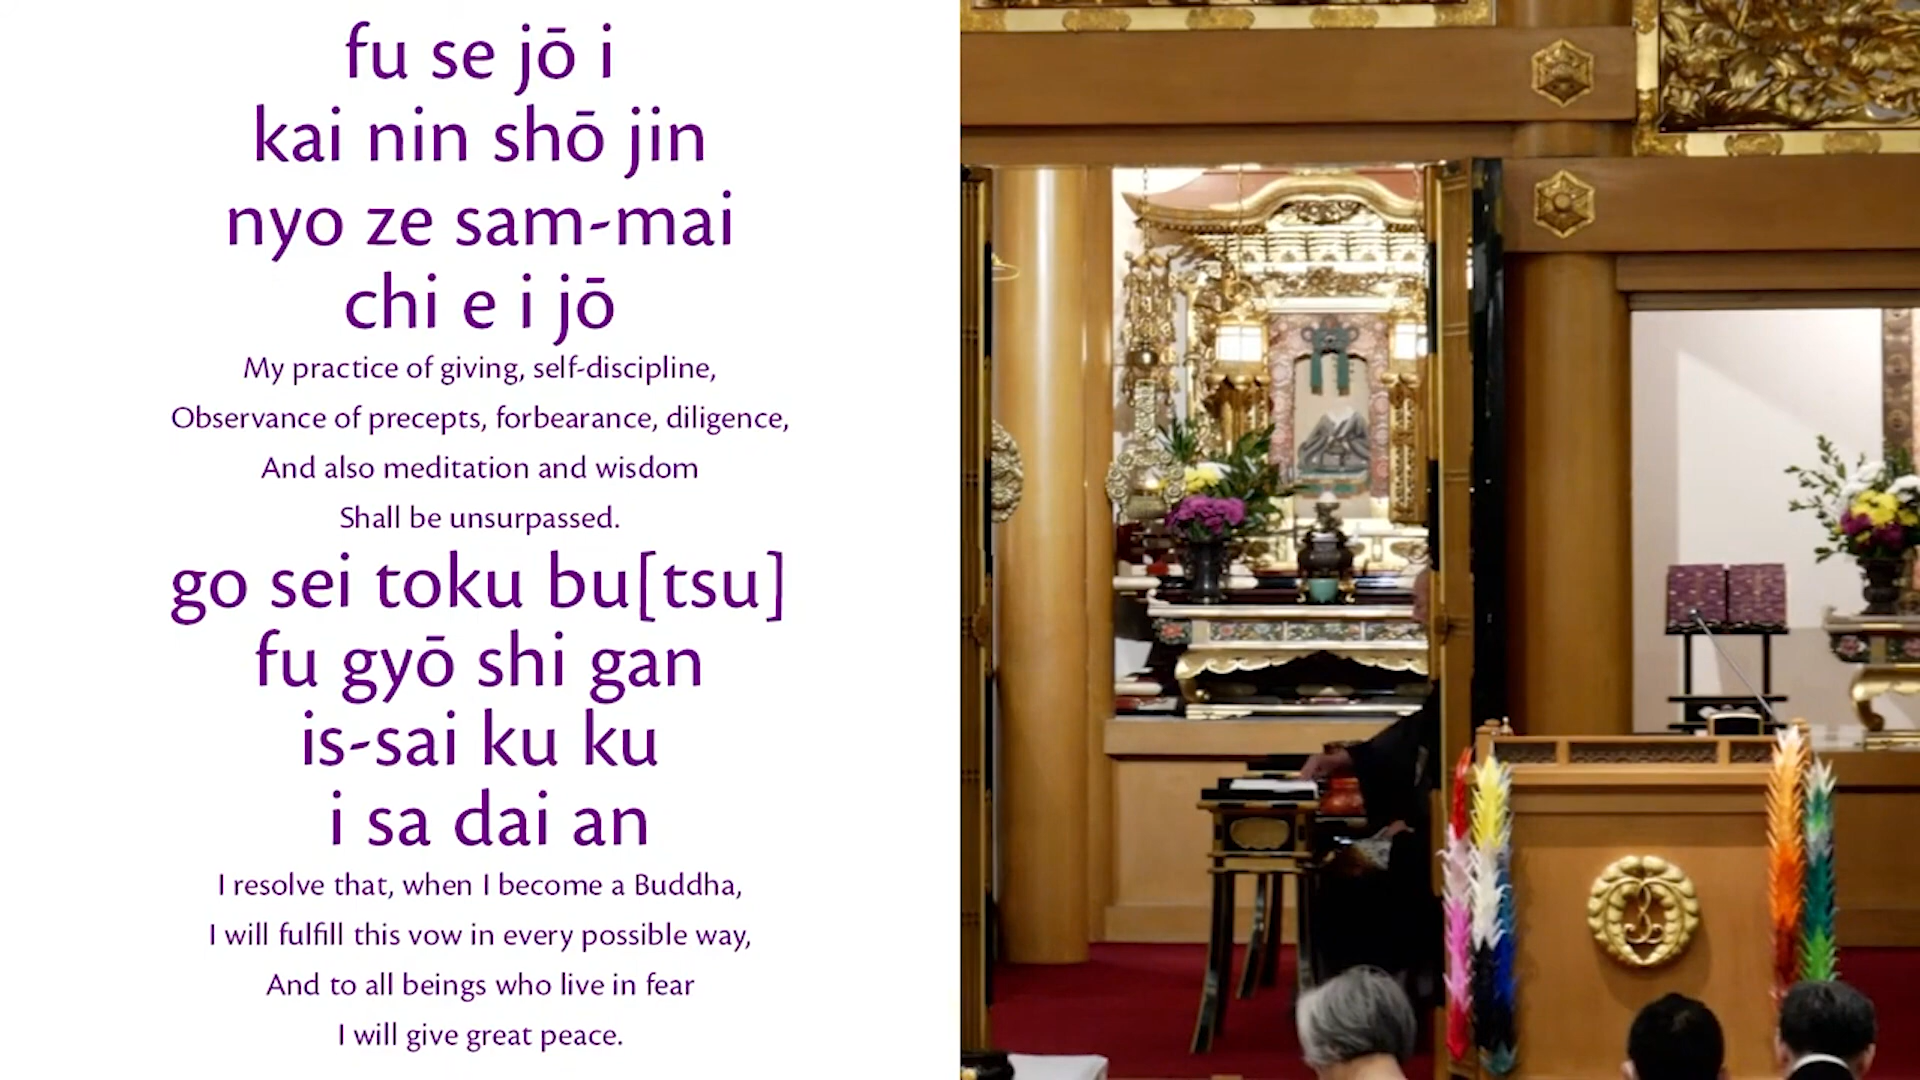 fu se jō i
kai nin shō jin
nyo ze sam-mai
chi e i jō
My practice of giving, self-discipline,
Observance of precepts, forbearance, diligence,
And also meditation and wisdom
Shall be unsurpassed.
go sei toku bu[tsu]
fu gyō shi gan
is-sai ku ku
i sa dai an
I resolve that, when I become a Buddha,
I will fulfill this vow in every possible way,
And to all beings who live in fear
I will give great peace.